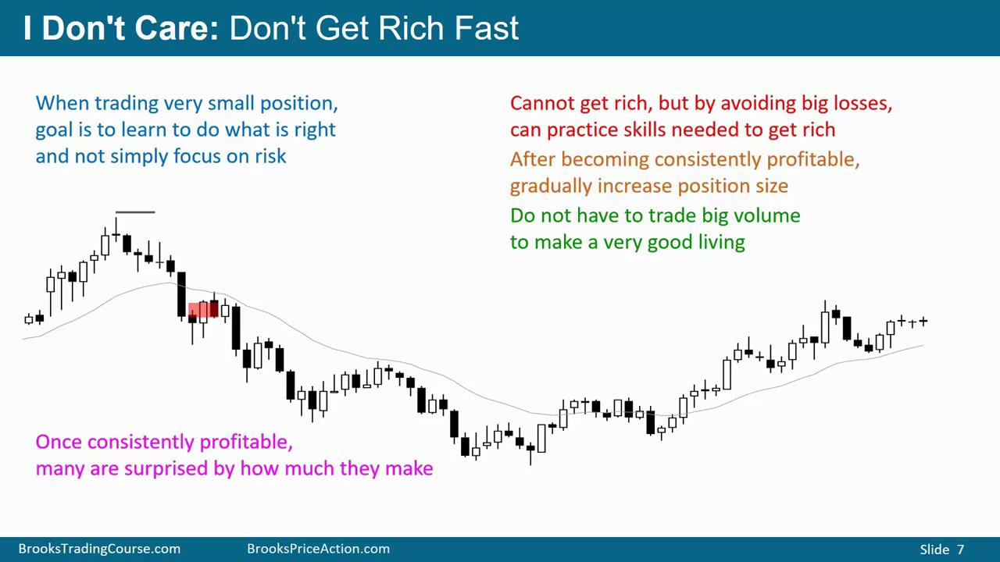 I Don't Care: Don't Get Rich Fast
When trading very small position,
goal is to learn to do what is right
and not simply focus on risk
Cannot get rich, but by avoiding big losses,
can practice skills needed to get rich
After becoming consistently profitable,
gradually increase position size
Do not have to trade big volume
to make a very good living
Once consistently profitable,
many are surprised by how much they make
BrooksTradingCourse.com
BrooksPriceAction.com
Slide 7